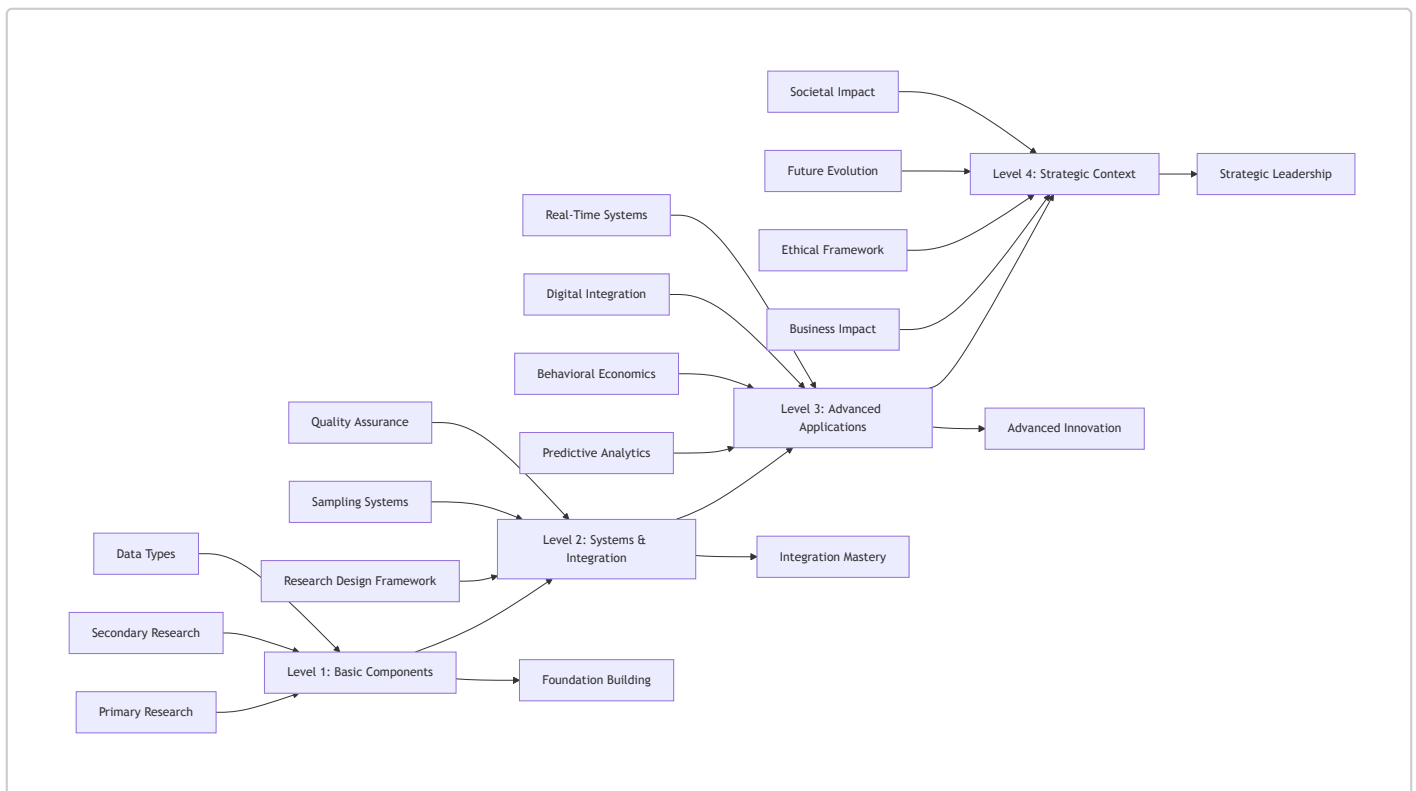 Societal Impact
Future Evolution
Level 4: Strategic Context
Strategic Leadership
Real-Time Systems
Ethical Framework
Digital Integration
Business Impact
Behavioral Economics
Level 3: Advanced
Applications
Advanced Innovation
Quality Assurance
Predictive Analytics
Sampling Systems
Level 2: Systems &
Integration
Integration Mastery
Data Types
Research Design Framework
Secondary Research
Level 1: Basic Components
Foundation Building
Primary Research